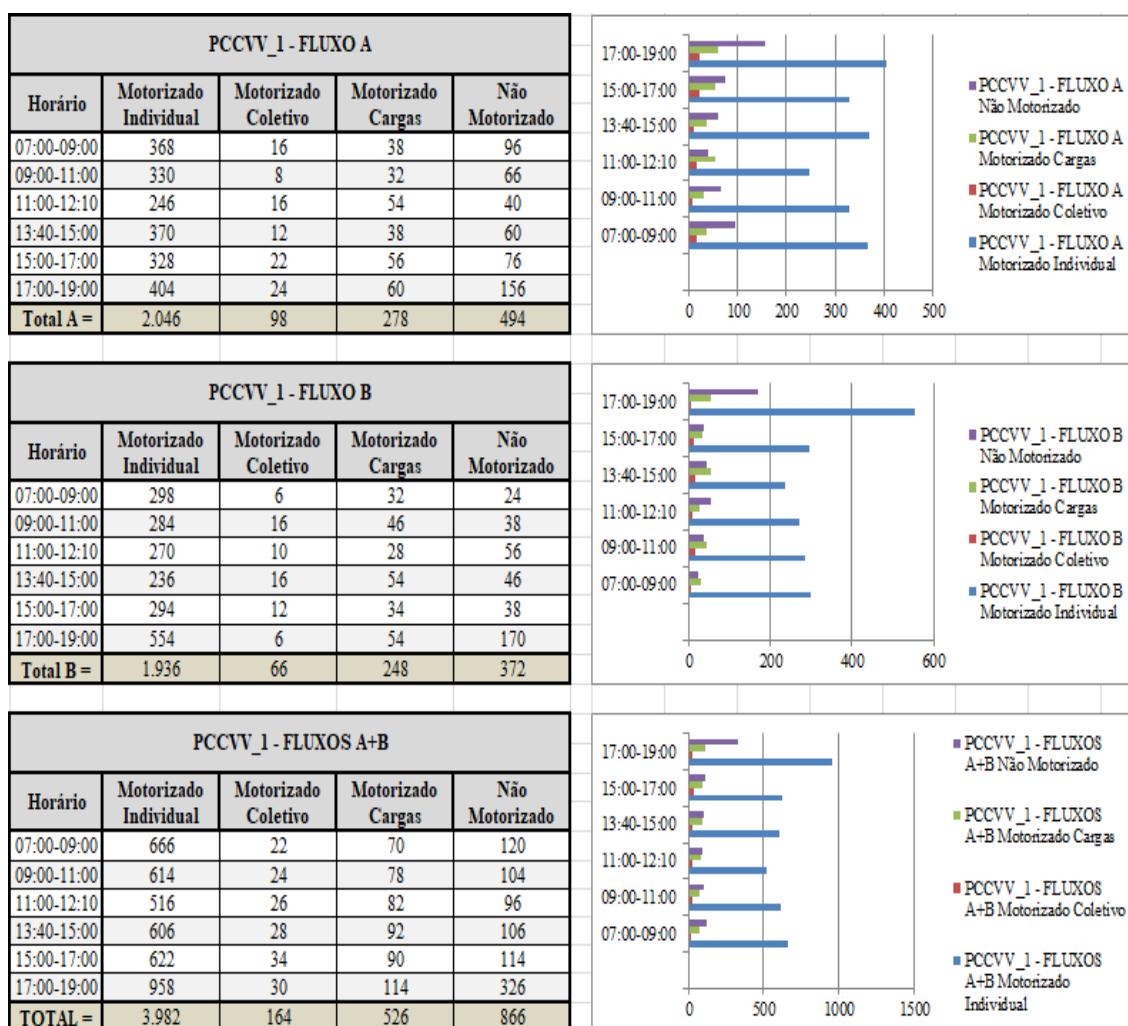 PCCVV_1 - FLUXO A
Horário Motorizado Individual Motorizado Coletivo Motorizado Cargas Não Motorizado
07:00-09:00 368 16 38 96
09:00-11:00 330 8 32 66
11:00-12:10 246 16 54 40
13:40-15:00 370 12 38 60
15:00-17:00 328 22 56 76
17:00-19:00 404 24 60 156
Total A = 2.046 98 278 494
17:00-19:00
15:00-17:00
13:40-15:00
11:00-12:10
09:00-11:00
07:00-09:00
0 100 200 300 400 500
PCCVV_1 - FLUXO A
Não Motorizado
PCCVV_1 - FLUXO A
Motorizado Cargas
PCCVV_1 - FLUXO A
Motorizado Coletivo
PCCVV_1 - FLUXO A
Motorizado Individual
PCCVV_1 - FLUXO B
Horário Motorizado Individual Motorizado Coletivo Motorizado Cargas Não Motorizado
07:00-09:00 298 6 32 24
09:00-11:00 284 16 46 38
11:00-12:10 270 10 28 56
13:40-15:00 236 16 54 46
15:00-17:00 294 12 34 38
17:00-19:00 554 6 54 170
Total B = 1.936 66 248 372
17:00-19:00
15:00-17:00
13:40-15:00
11:00-12:10
09:00-11:00
07:00-09:00
0 200 400 600
PCCVV_1 - FLUXO B
Não Motorizado
PCCVV_1 - FLUXO B
Motorizado Cargas
PCCVV_1 - FLUXO B
Motorizado Coletivo
PCCVV_1 - FLUXO B
Motorizado Individual
PCCVV_1 - FLUXOS A+B
Horário Motorizado Individual Motorizado Coletivo Motorizado Cargas Não Motorizado
07:00-09:00 666 22 70 120
09:00-11:00 614 24 78 104
11:00-12:10 516 26 82 96
13:40-15:00 606 28 92 106
15:00-17:00 622 34 90 114
17:00-19:00 958 30 114 326
TOTAL = 3.982 164 526 866
17:00-19:00
15:00-17:00
13:40-15:00
11:00-12:10
09:00-11:00
07:00-09:00
0 500 1000 1500
PCCVV_1 - FLUXOS
A+B Não Motorizado
PCCVV_1 - FLUXOS
A+B Motorizado Cargas
PCCVV_1 - FLUXOS
A+B Motorizado Coletivo
PCCVV_1 - FLUXOS
A+B Motorizado
Individual